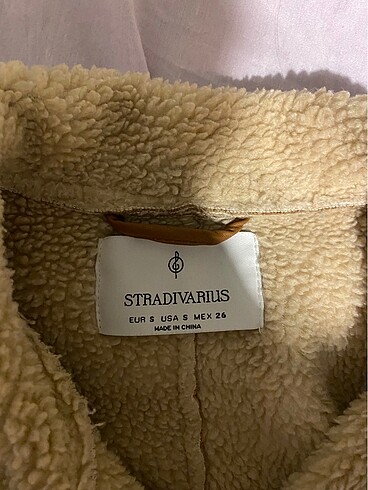 STRADIVARIUS
EUR S USA S MEX 26
MADE IN CHINA